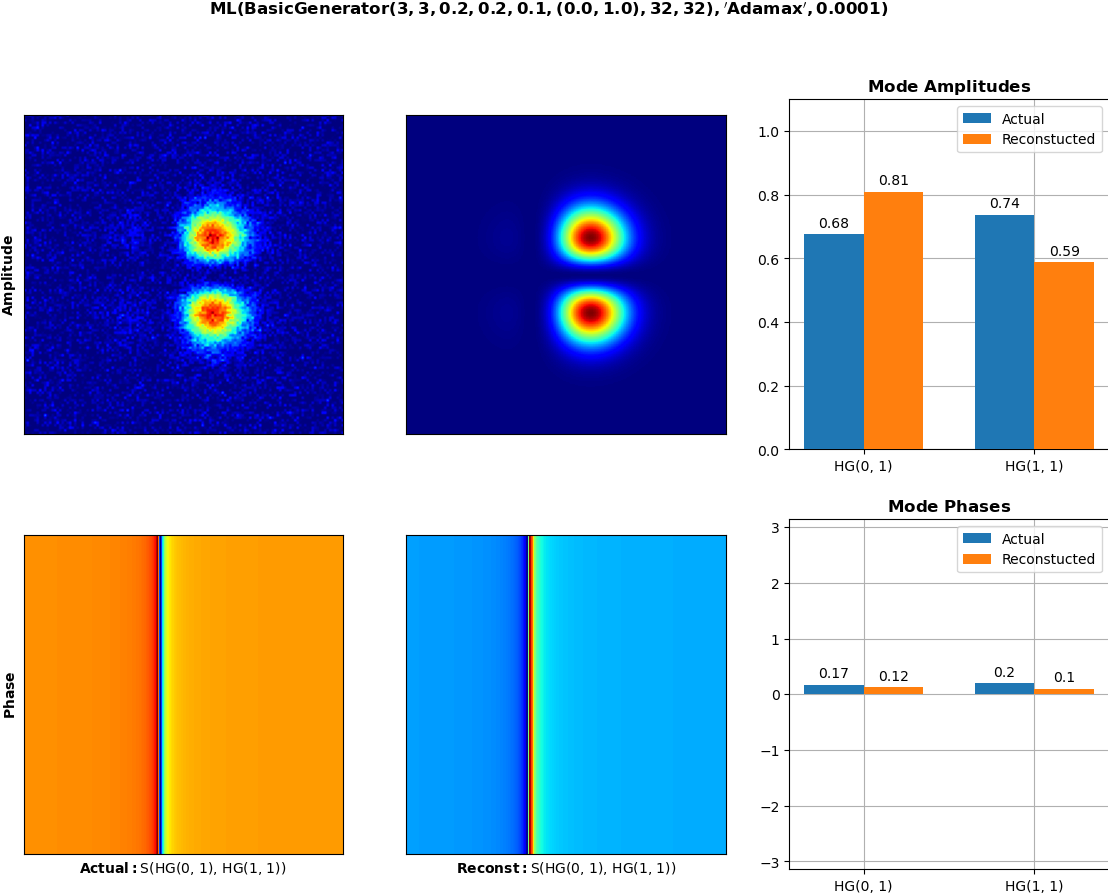 ML(BasicGenerator(3, 3, 0.2, 0.2, 0.1, (0.0, 1.0), 32, 32), ′Adamax′, 0.0001)
Amplitude
Mode Amplitudes
Actual
Reconstucted
1.0
0.8
0.6
0.4
0.2
0.0
0.68
0.81
0.74
0.59
HG(0, 1)
HG(1, 1)
Phase
Actual: S(HG(0, 1), HG(1, 1))
Reconst: S(HG(0, 1), HG(1, 1))
Mode Phases
Actual
Reconstucted
3
2
1
0
−1
−2
−3
0.17
0.12
0.2
0.1
HG(0, 1)
HG(1, 1)